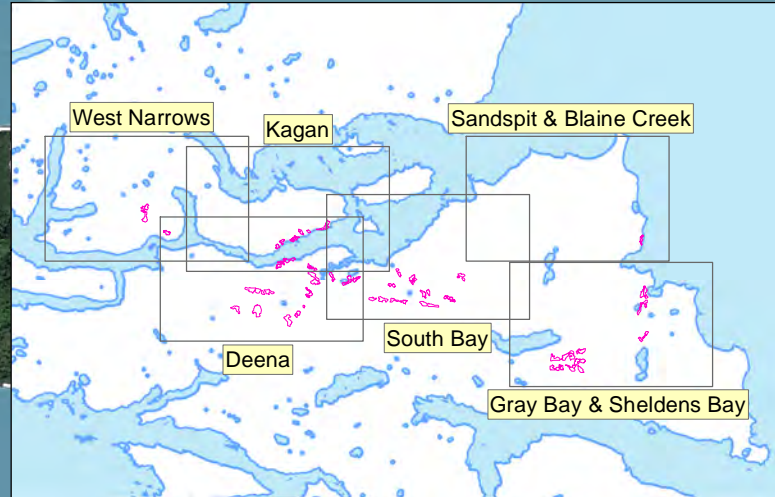 West Narrows
Kagan
Sandspit & Blaine Creek
South Bay
Deena
Gray Bay & Sheldens Bay